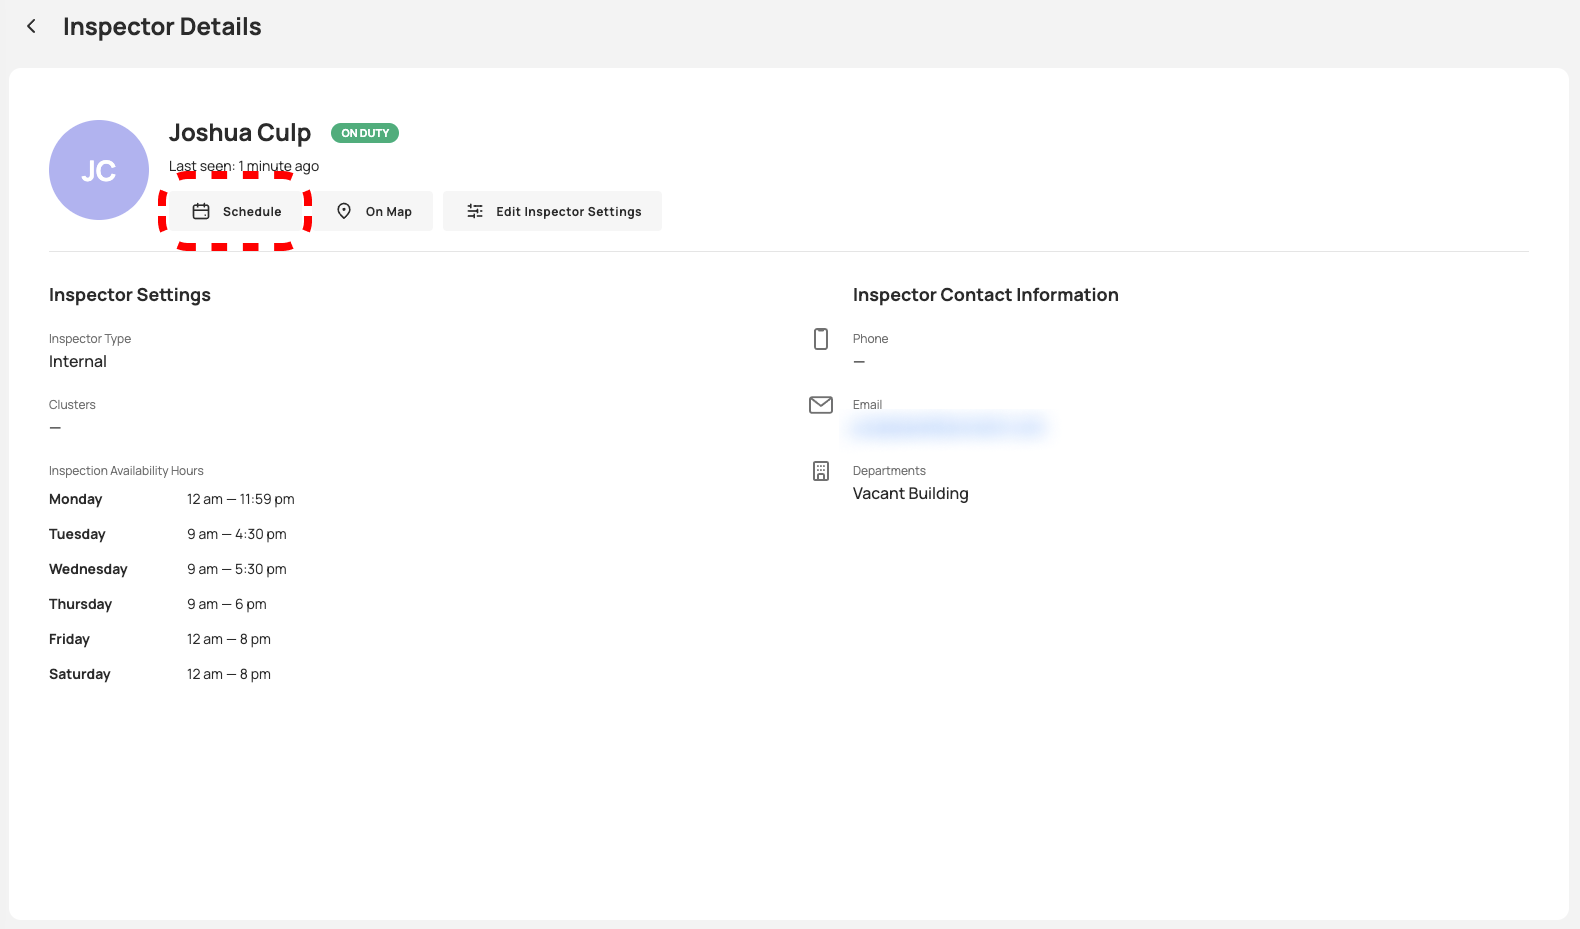 Inspector Details
JC
Joshua Culp
ON DUTY
Last seen: 1 minute ago
Schedule
On Map
Edit Inspector Settings
Inspector Settings
Inspector Type
Internal
Clusters
—
Inspection Availability Hours
Monday 12 am — 11:59 pm
Tuesday 9 am — 4:30 pm
Wednesday 9 am — 5:30 pm
Thursday 9 am — 6 pm
Friday 12 am — 8 pm
Saturday 12 am — 8 pm
Inspector Contact Information
Phone
—
Email
Departments
Vacant Building